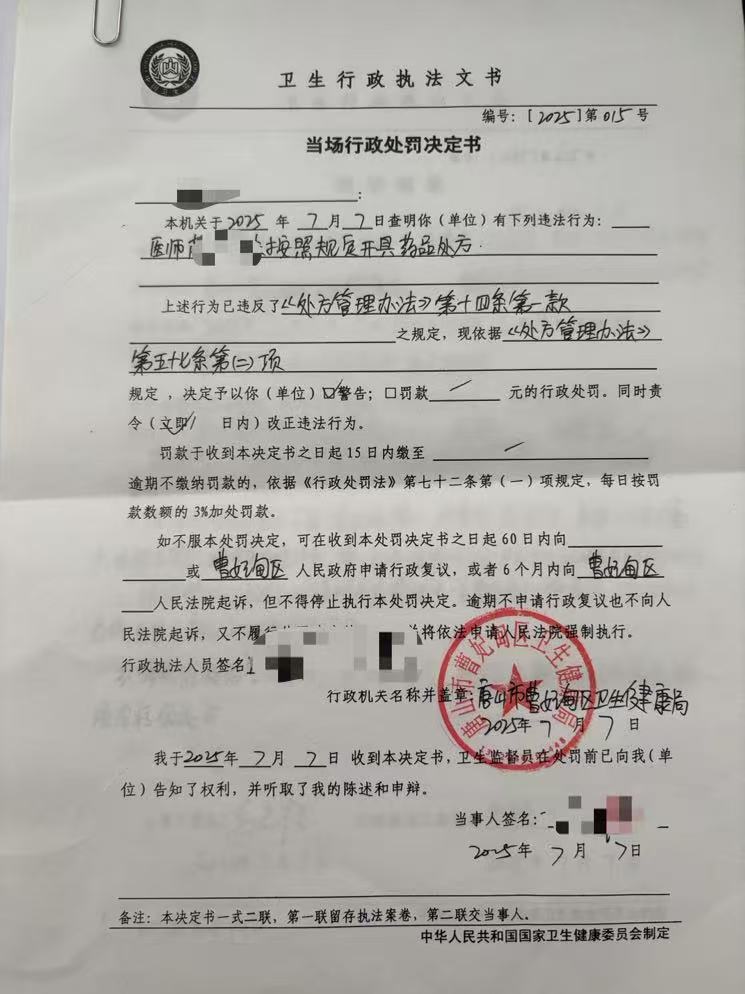 卫生行政执法文书
编号：[2025]第015号
当场行政处罚决定书
：
本机关于2025年7月7日查明你（单位）有下列违法行为：
医师 按照规定开具药品处方.
上述行为已违反了《处方管理办法》第十四条第一款
之规定，现依据《处方管理办法》
第五十七条第(二)项
规定，决定予以你（单位）☑警告；□罚款 / 元的行政处罚。同时责
令（立即/ 日内）改正违法行为。
罚款于收到本决定书之日起15日内缴至 /
逾期不缴纳罚款的，依据《行政处罚法》第七十二条第（一）项规定，每日按罚
款数额的3%加处罚款。
如不服本处罚决定，可在收到本处罚决定书之日起60日内向
或 曹妃甸区 人民政府申请行政复议，或者6个月内向 曹妃甸区
人民法院起诉，但不得停止执行本处罚决定。逾期不申请行政复议也不向人
民法院起诉，又不履 将依法申请人民法院强制执行。
行政执法人员签名：
行政机关名称并盖章：唐山市曹妃甸区卫生健康局
唐山市曹妃甸区卫生健康局
2025年7月7日
我于2025年7月7日 收到本决定书，卫生监督员在处罚前已向我（单
位）告知了权利，并听取了我的陈述和申辩。
当事人签名：
2025年7月7日
备注：本决定书一式二联，第一联留存执法案卷，第二联交当事人。
中华人民共和国国家卫生健康委员会制定